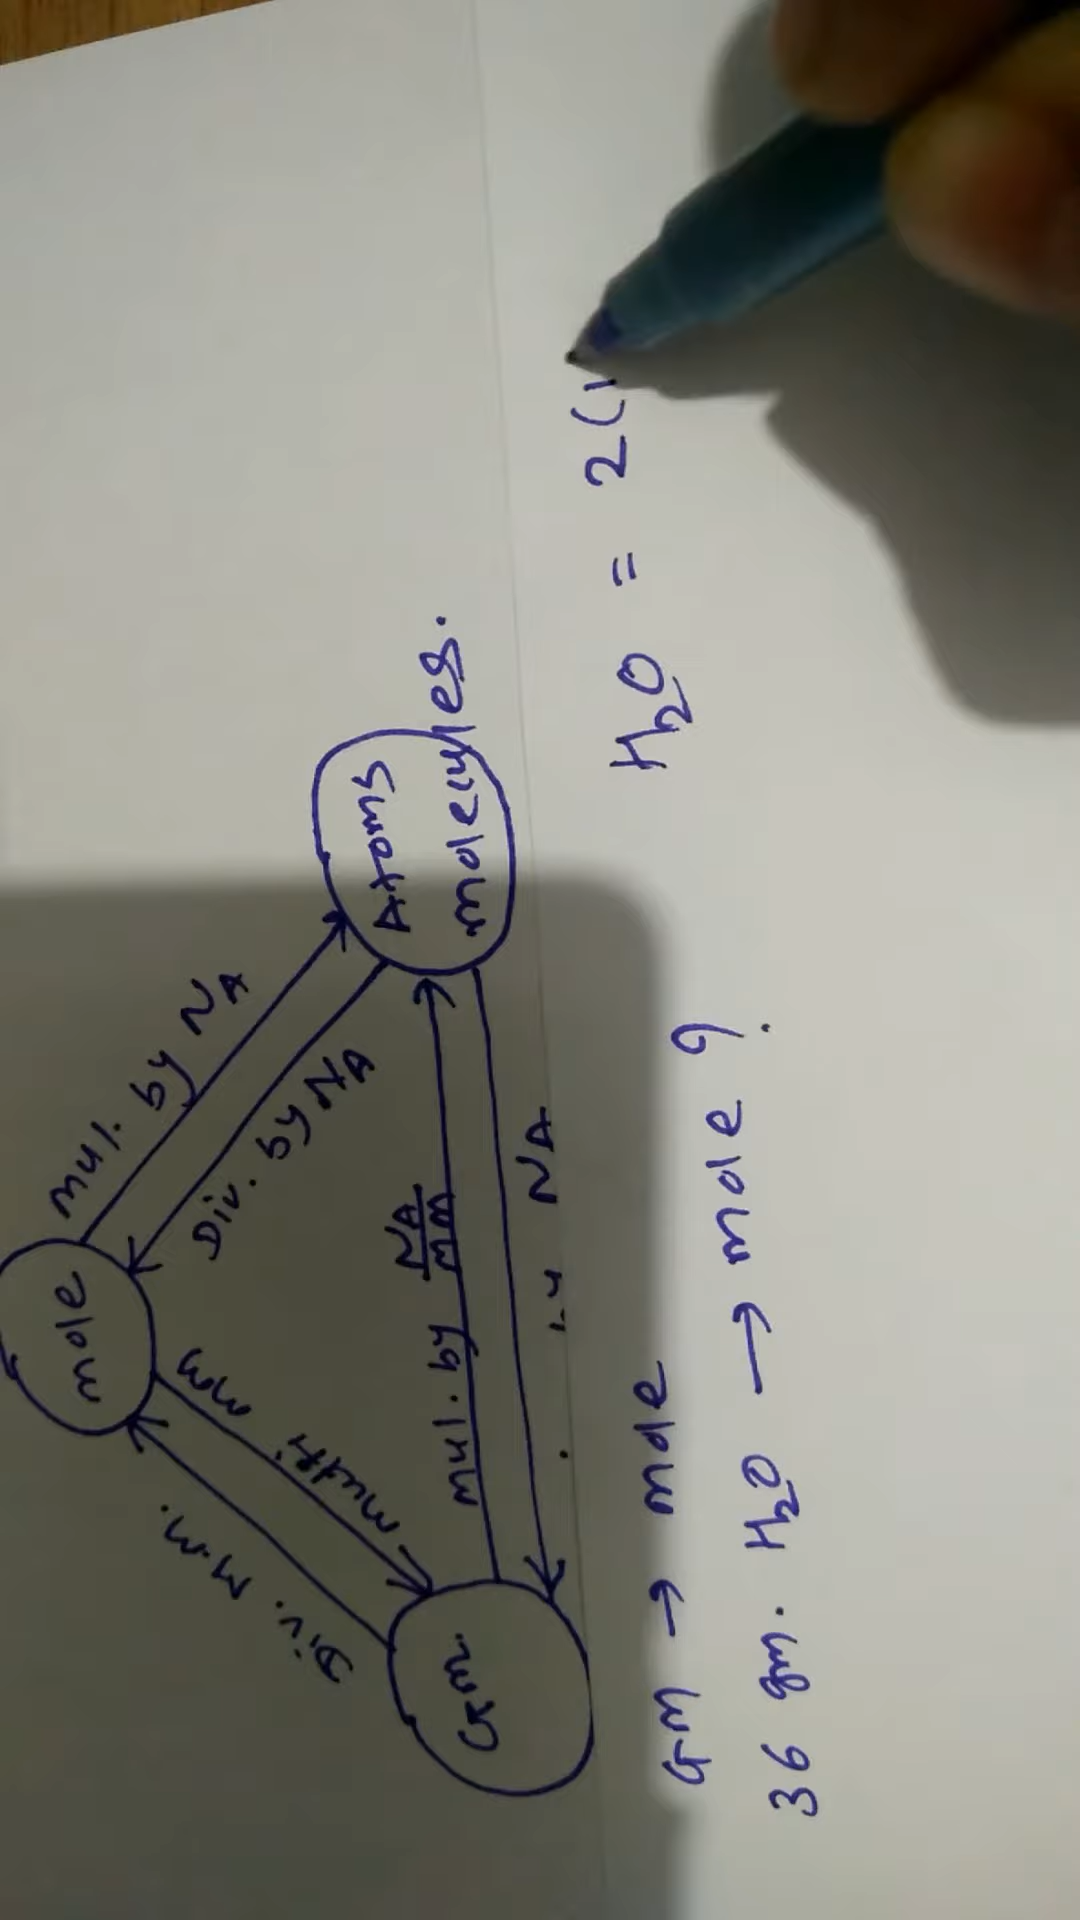 mole
mul. by NA
Div. by NA
Atoms
molecules.
Div. M.m.
multi mm
mul. by NA/mm
NA
Gm.
Gm → mole
36 gm. H₂O → mole ?
H₂O = 2(1